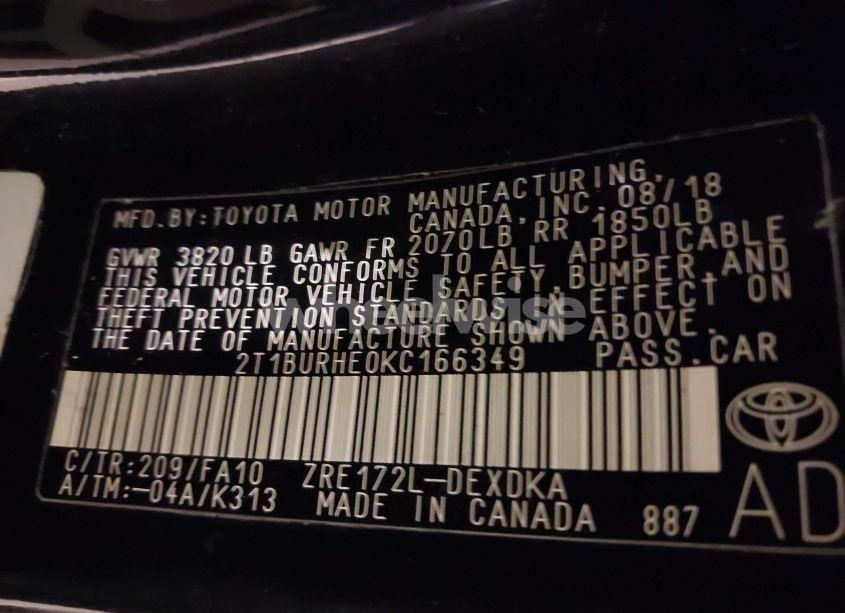 MFD. BY: TOYOTA MOTOR MANUFACTURING,
CANADA, INC. 08/18
GVWR 3820 LB GAWR FR 2070LB RR 1850LB
THIS VEHICLE CONFORMS TO ALL APPLICABLE
FEDERAL MOTOR VEHICLE SAFETY, BUMPER, AND
THEFT PREVENTION STANDARDS IN EFFECT ON
THE DATE OF MANUFACTURE SHOWN ABOVE.
2T1BURHE0KC166349 PASS.CAR
C/TR:209/FA10 ZRE172L-DEXDKA
A/TM:-04A/K313 MADE IN CANADA 887 AD